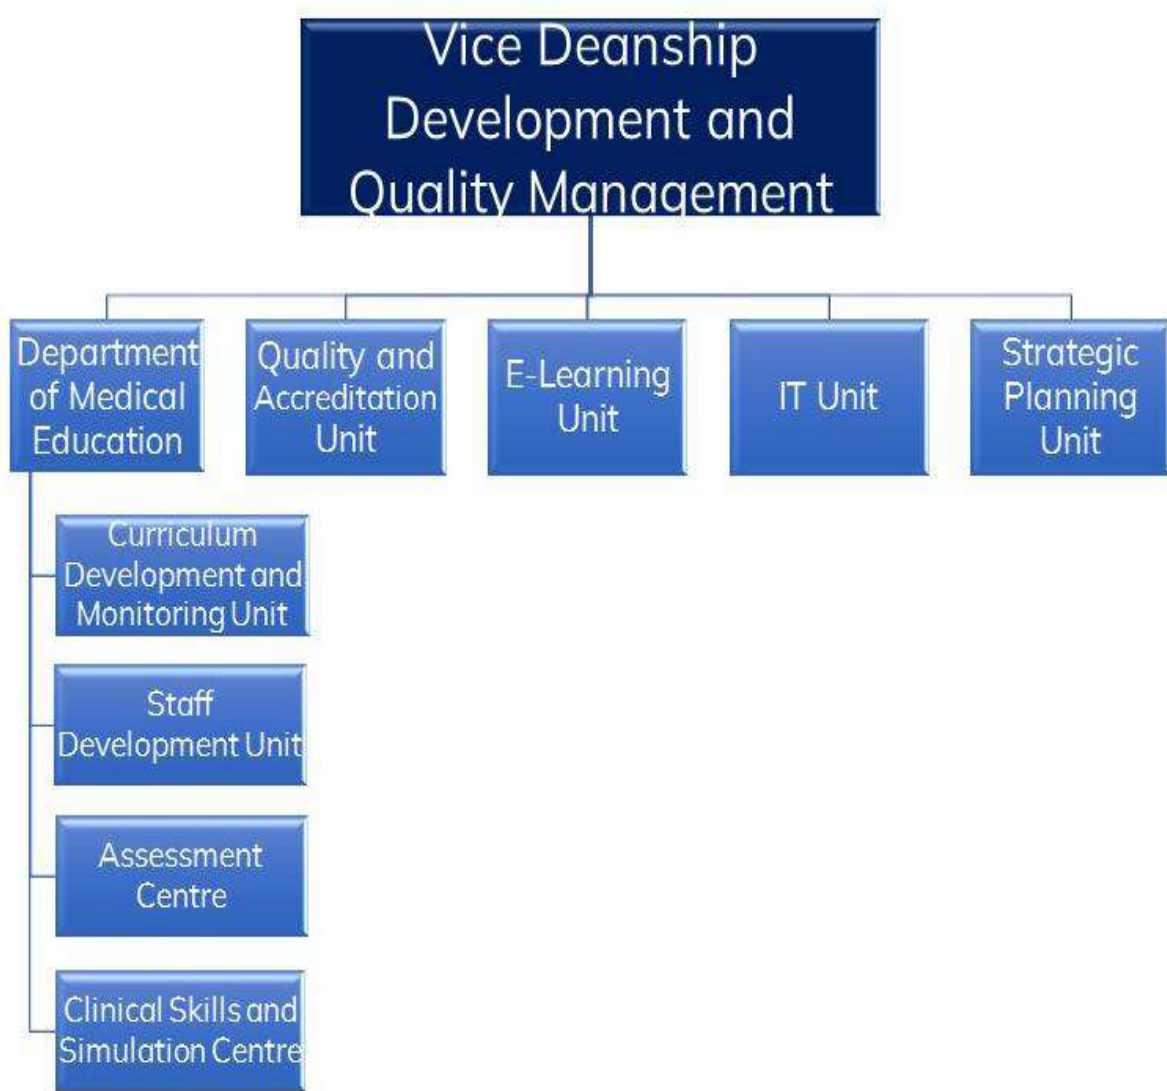 Vice Deanship
Development and
Quality Management
Department
of Medical
Education
Quality and
Accreditation
Unit
E-Learning
Unit
IT Unit
Strategic
Planning
Unit
Curriculum
Development and
Monitoring Unit
Staff
Development Unit
Assessment
Centre
Clinical Skills and
Simulation Centre